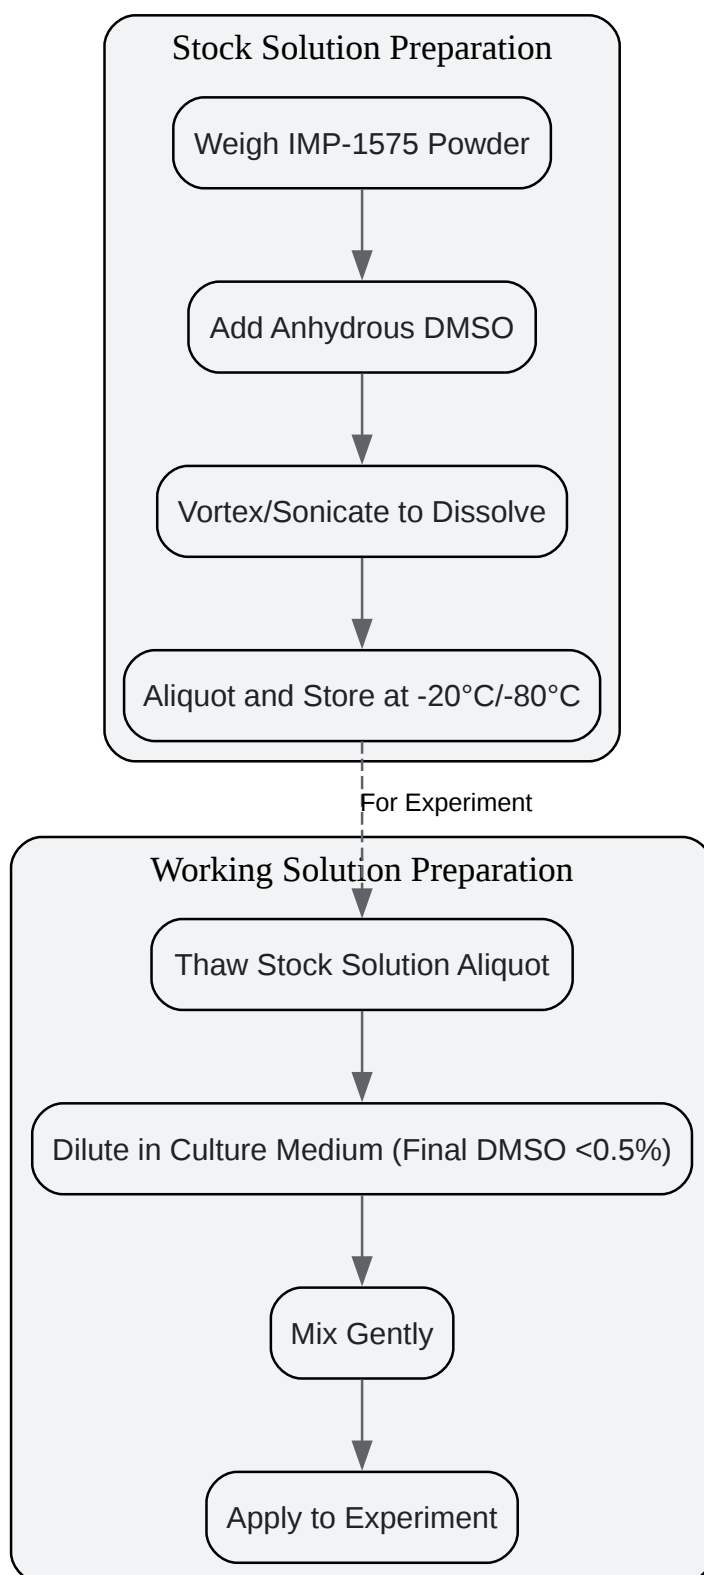 Stock Solution Preparation
Weigh IMP-1575 Powder
Add Anhydrous DMSO
Vortex/Sonicate to Dissolve
Aliquot and Store at -20°C/-80°C
For Experiment
Working Solution Preparation
Thaw Stock Solution Aliquot
Dilute in Culture Medium (Final DMSO <0.5%)
Mix Gently
Apply to Experiment